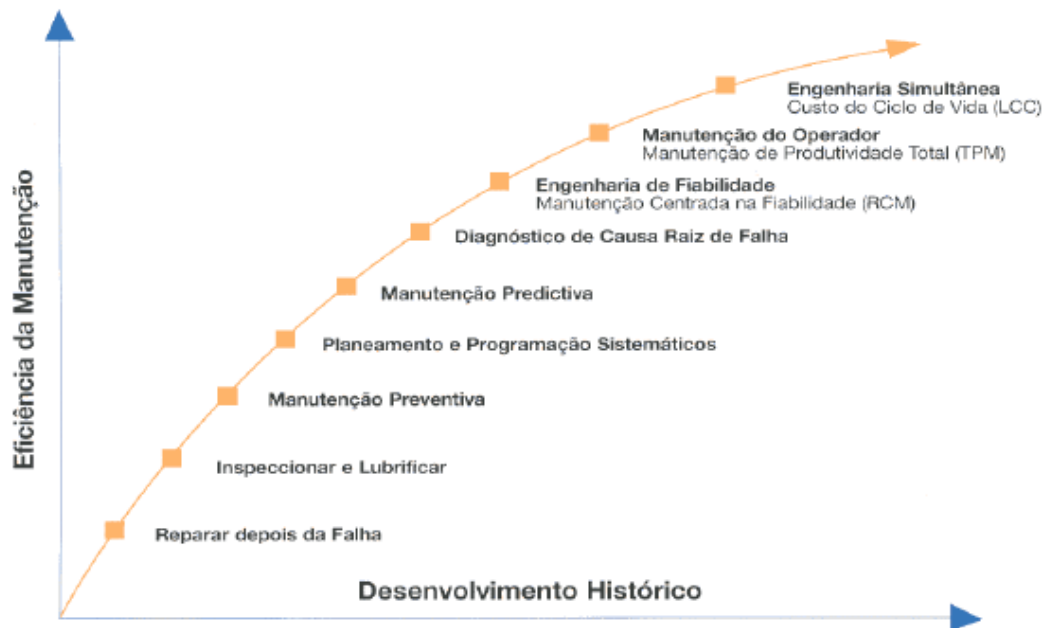 Eficiência da Manutenção
Engenharia Simultânea
Custo do Ciclo de Vida (LCC)
Manutenção do Operador
Manutenção de Produtividade Total (TPM)
Engenharia de Fiabilidade
Manutenção Centrada na Fiabilidade (RCM)
Diagnóstico de Causa Raiz de Falha
Manutenção Predictiva
Planeamento e Programação Sistemáticos
Manutenção Preventiva
Inspeccionar e Lubrificar
Reparar depois da Falha
Desenvolvimento Histórico